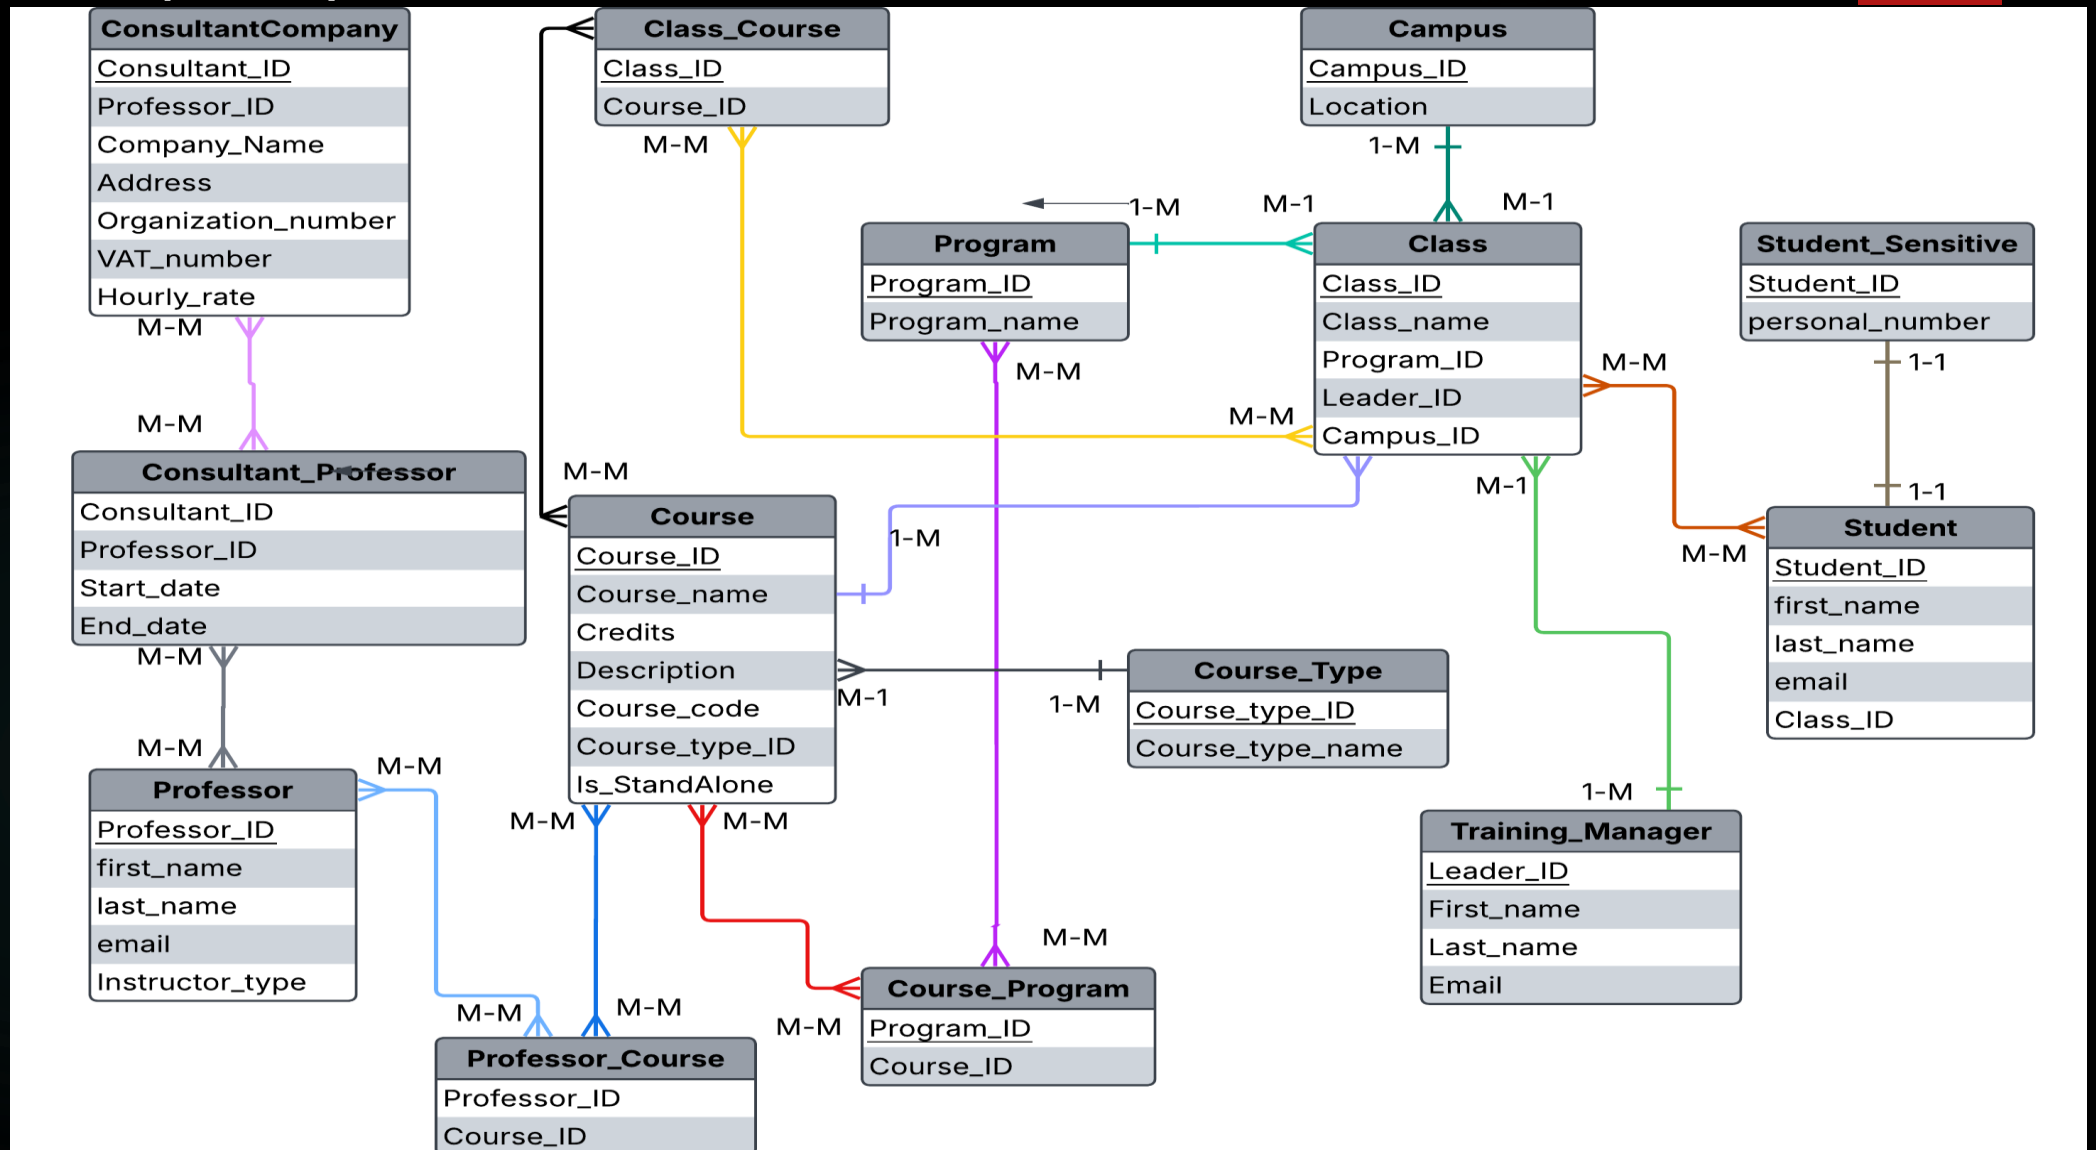 ConsultantCompany
Consultant_ID
Professor_ID
Company_Name
Address
Organization_number
VAT_number
Hourly_rate
M-M
M-M
Class_Course
Class_ID
Course_ID
M-M
Campus
Campus_ID
Location
1-M
M-1
1-M
M-1
Program
Program_ID
Program_name
M-M
Class
Class_ID
Class_name
Program_ID
Leader_ID
Campus_ID
M-M
M-M
M-1
Student_Sensitive
Student_ID
personal_number
1-1
1-1
Consultant_Professor
Consultant_ID
Professor_ID
Start_date
End_date
M-M
M-M
M-M
Course
Course_ID
Course_name
Credits
Description
Course_code
Course_type_ID
Is_StandAlone
1-M
M-1
1-M
M-M
M-M
Course_Type
Course_type_ID
Course_type_name
M-M
Student
Student_ID
first_name
last_name
email
Class_ID
Professor
Professor_ID
first_name
last_name
email
Instructor_type
M-M
M-M
M-M
1-M
Training_Manager
Leader_ID
First_name
Last_name
Email
M-M
M-M
Course_Program
Program_ID
Course_ID
Professor_Course
Professor_ID
Course_ID